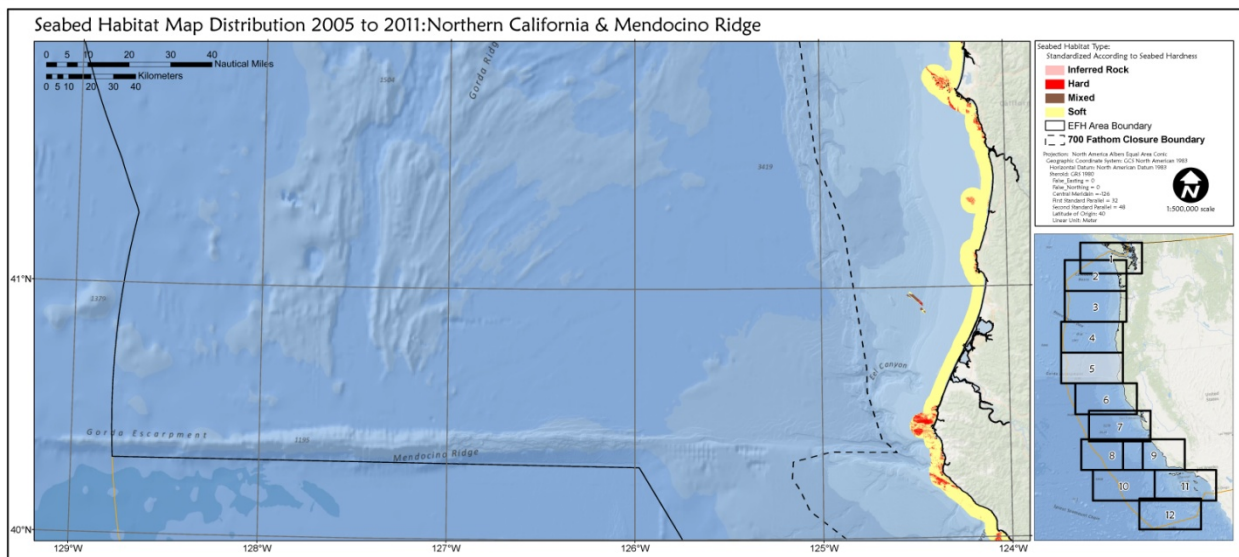 Seabed Habitat Map Distribution 2005 to 2011:Northern California & Mendocino Ridge
0 5 10 20 30 40
Nautical Miles
Kilometers
0 5 10 20 30 40
Gorda Ridge
3419
41°N
Eel Canyon
Gorda Escarpment
Mendocino Ridge
40°N
129°W
128°W
127°W
126°W
125°W
124°W
Seabed Habitat Type:
Standardized According to Seabed Hardness
Inferred Rock
Hard
Mixed
Soft
EFH Area Boundary
700 Fathom Closure Boundary
Projection: North America Albers Equal Area Conic
Geographic Coordinate System: GCS North American 1983
Horizontal Datum: North American Datum 1983
False_Easting = 0
False_Northing = 0
Central Meridian =-126
First Standard Parallel = 32
Second Standard Parallel = 48
Latitude of Origin: 40
Linear Unit: Meter
N
1:500,000 scale
1
2
3
4
5
6
7
8
9
10
11
12